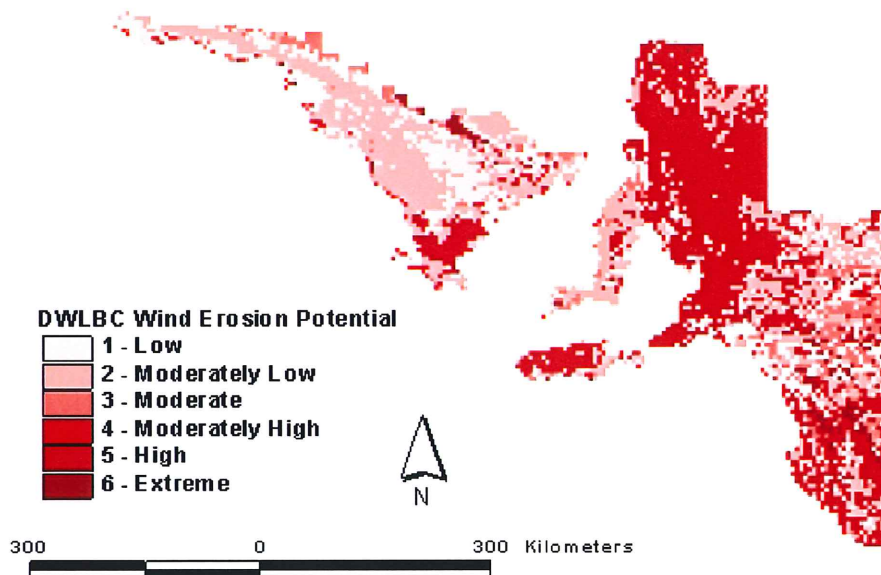 DWLBC Wind Erosion Potential
1 - Low
2 - Moderately Low
3 - Moderate
4 - Moderately High
5 - High
6 - Extreme
N
300 0 300 Kilometers